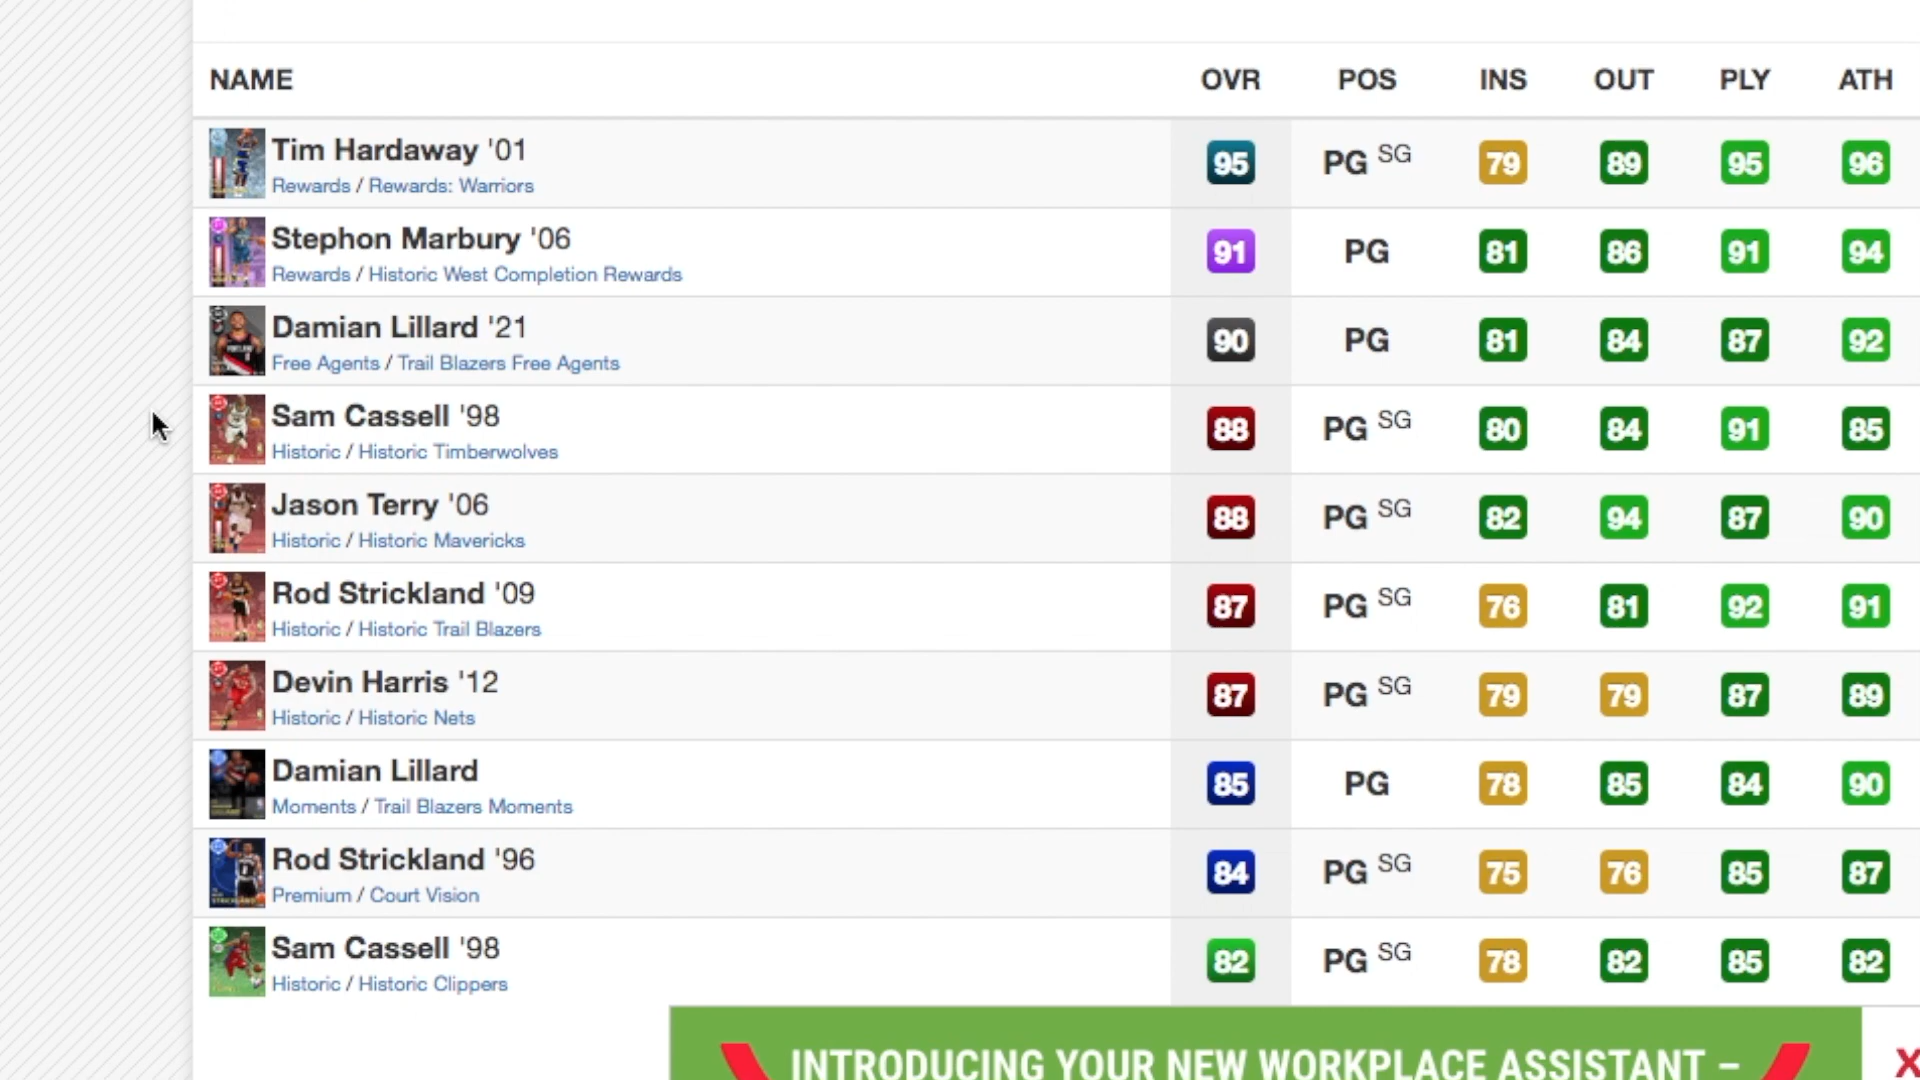 NAME OVR POS INS OUT PLY ATH
Tim Hardaway '01 95 PG SG 79 89 95 96
Rewards / Rewards: Warriors
Stephon Marbury '06 91 PG 81 86 91 94
Rewards / Historic West Completion Rewards
Damian Lillard '21 90 PG 81 84 87 92
Free Agents / Trail Blazers Free Agents
Sam Cassell '98 88 PG SG 80 84 91 85
Historic / Historic Timberwolves
Jason Terry '06 88 PG SG 82 94 87 90
Historic / Historic Mavericks
Rod Strickland '09 87 PG SG 76 81 92 91
Historic / Historic Trail Blazers
Devin Harris '12 87 PG SG 79 79 87 89
Historic / Historic Nets
Damian Lillard 85 PG 78 85 84 90
Moments / Trail Blazers Moments
Rod Strickland '96 84 PG SG 75 76 85 87
Premium / Court Vision
Sam Cassell '98 82 PG SG 78 82 85 82
Historic / Historic Clippers
INTRODUCING YOUR NEW WORKPLACE ASSISTANT – X